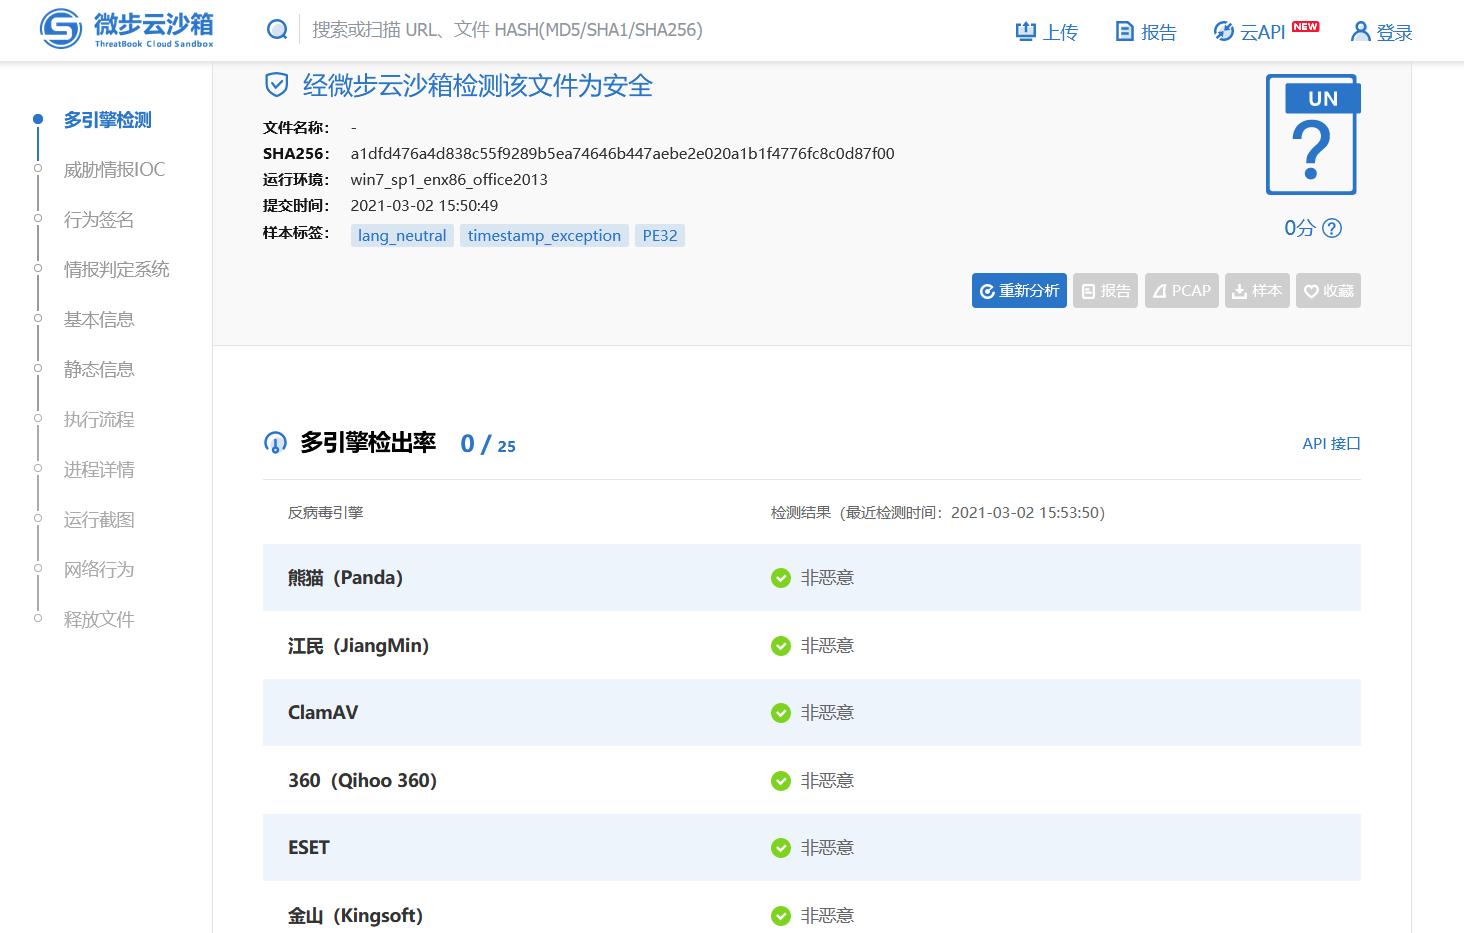 微步云沙箱
ThreatBook Cloud Sandbox
搜索或扫描 URL、文件 HASH(MD5/SHA1/SHA256)
上传
报告
云API NEW
登录
多引擎检测
威胁情报IOC
行为签名
情报判定系统
基本信息
静态信息
执行流程
进程详情
运行截图
网络行为
释放文件
经微步云沙箱检测该文件为安全
文件名称： -
SHA256： a1dfd476a4d838c55f9289b5ea74646b447aebe2e020a1b1f4776fc8c0d87f00
运行环境： win7_sp1_enx86_office2013
提交时间： 2021-03-02 15:50:49
样本标签： lang_neutral timestamp_exception PE32
UN
?
0分 ?
重新分析 报告 PCAP 样本 收藏
多引擎检出率 0 / 25
API 接口
反病毒引擎 检测结果（最近检测时间：2021-03-02 15:53:50）
熊猫（Panda） 非恶意
江民（JiangMin） 非恶意
ClamAV 非恶意
360（Qihoo 360） 非恶意
ESET 非恶意
金山（Kingsoft） 非恶意